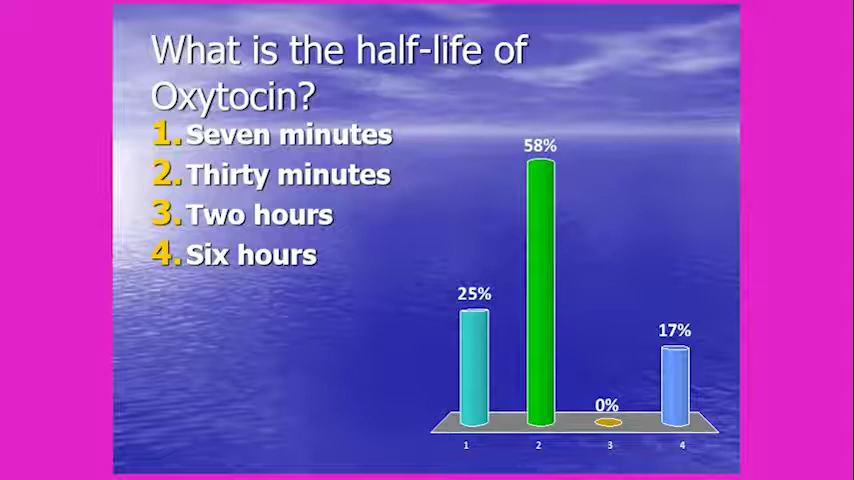 What is the half-life of
Oxytocin?
1. Seven minutes
2. Thirty minutes
3. Two hours
4. Six hours
58%
25%
17%
0%
1 2 3 4